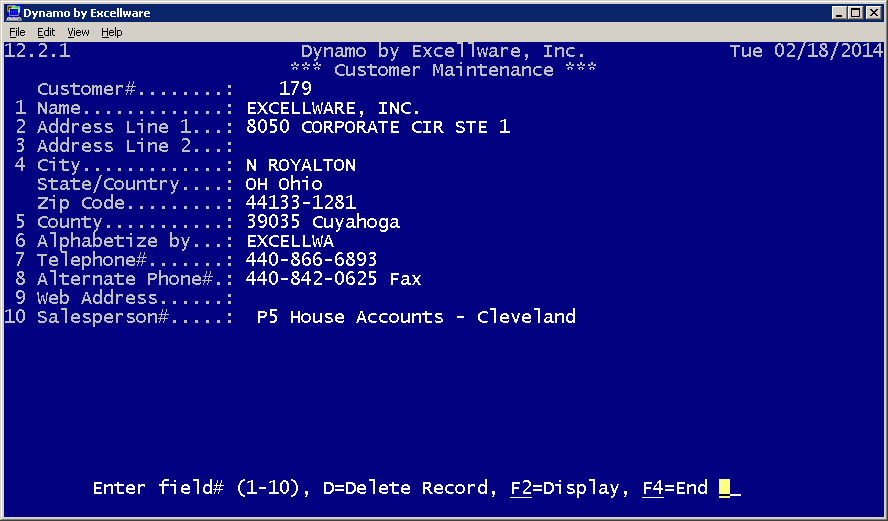 Dynamo by Excellware
File Edit View Help
12.2.1 Dynamo by Excellware, Inc. Tue 02/18/2014
*** Customer Maintenance ***
Customer#........: 179
1 Name.............: EXCELLWARE, INC.
2 Address Line 1...: 8050 CORPORATE CIR STE 1
3 Address Line 2...:
4 City.............: N ROYALTON
State/Country....: OH Ohio
Zip Code.........: 44133-1281
5 County...........: 39035 Cuyahoga
6 Alphabetize by...: EXCELLWA
7 Telephone#.......: 440-866-6893
8 Alternate Phone#.: 440-842-0625 Fax
9 Web Address......:
10 Salesperson#.....: P5 House Accounts - Cleveland
Enter field# (1-10), D=Delete Record, F2=Display, F4=End